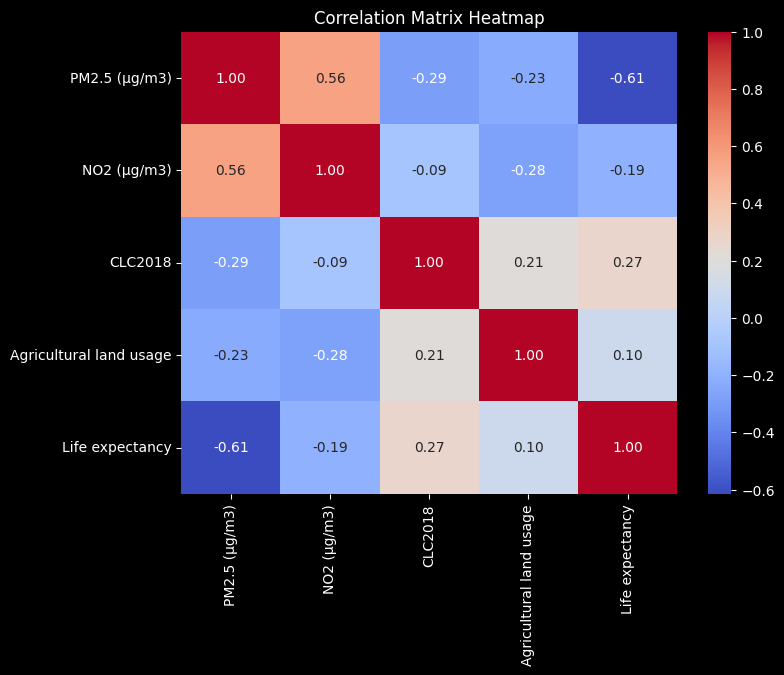 Correlation Matrix Heatmap
PM2.5 (µg/m3) 1.00 0.56 -0.29 -0.23 -0.61
NO2 (µg/m3) 0.56 1.00 -0.09 -0.28 -0.19
CLC2018 -0.29 -0.09 1.00 0.21 0.27
Agricultural land usage -0.23 -0.28 0.21 1.00 0.10
Life expectancy -0.61 -0.19 0.27 0.10 1.00
PM2.5 (µg/m3)
NO2 (µg/m3)
CLC2018
Agricultural land usage
Life expectancy
1.0
0.8
0.6
0.4
0.2
0.0
−0.2
−0.4
−0.6